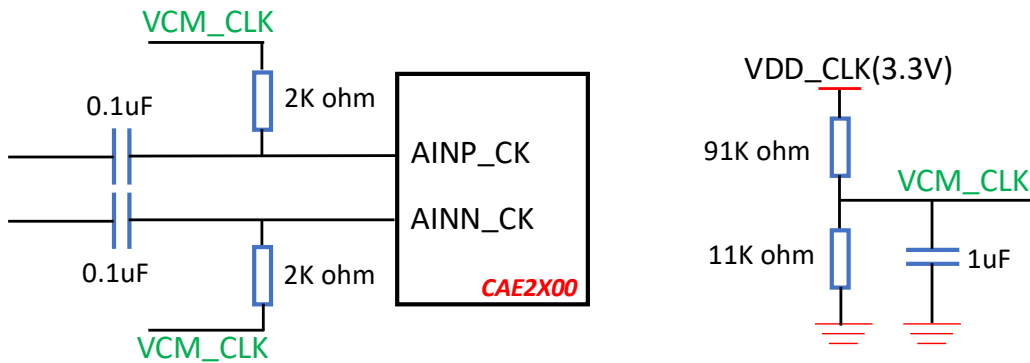 VCM_CLK
0.1uF
2K ohm
AINP_CK
AINN_CK
0.1uF
2K ohm
CAE2X00
VCM_CLK
VDD_CLK(3.3V)
91K ohm
VCM_CLK
11K ohm
1uF